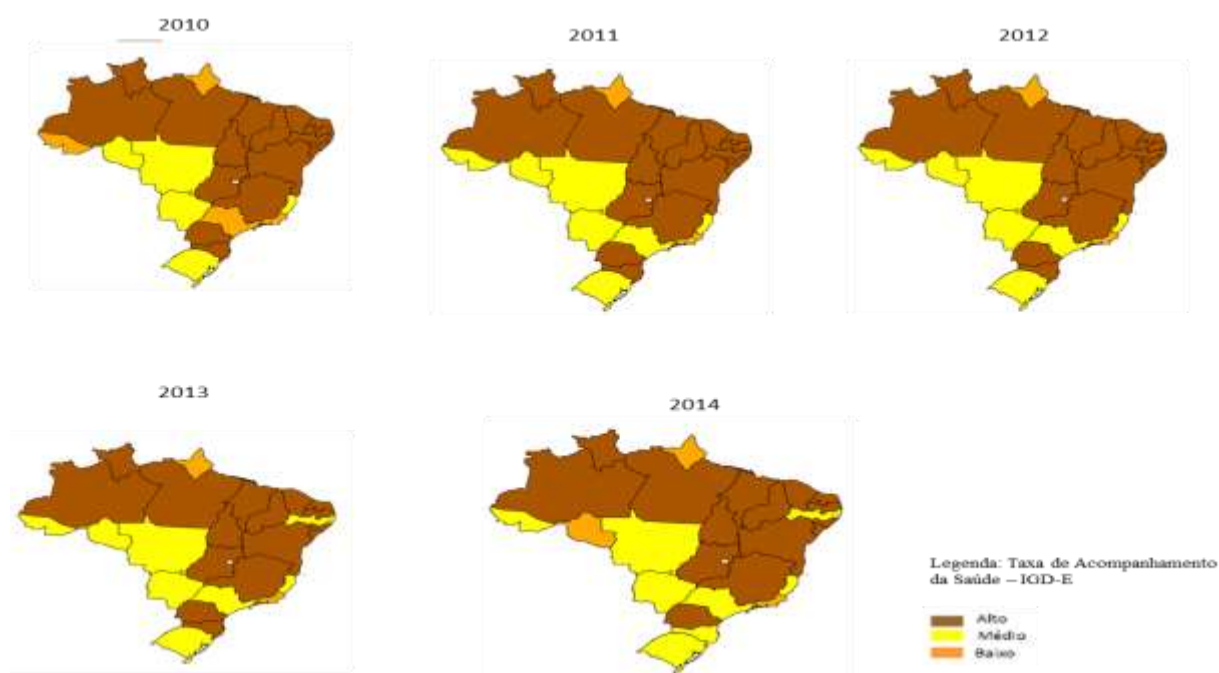 2010
2011
2012
2013
2014
Legenda: Taxa de Acompanhamento
da Saúde – IGD-E
Alto
Médio
Baixo